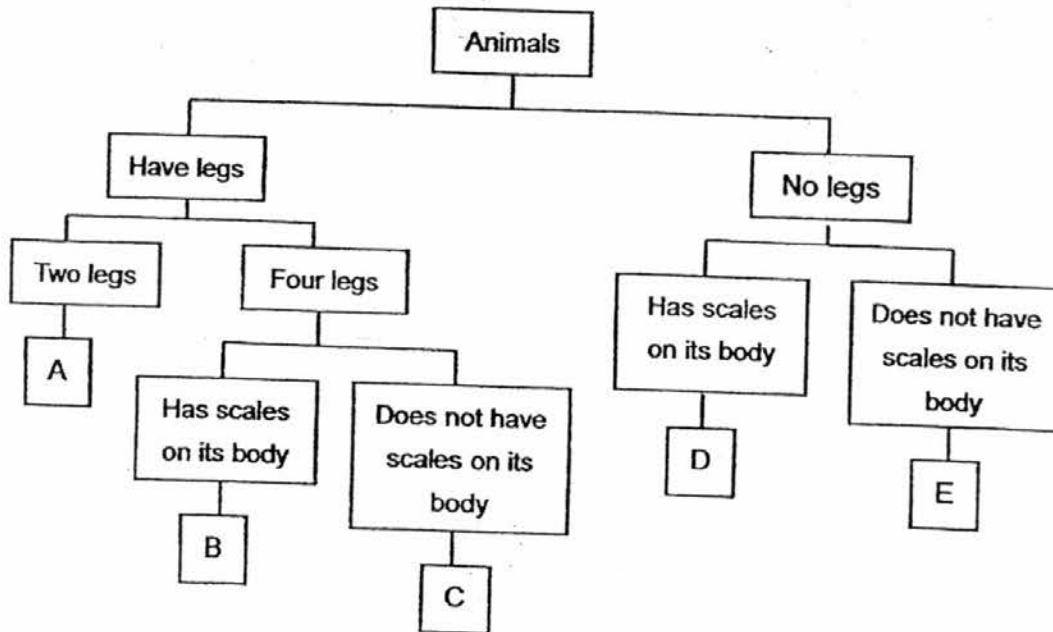 Animals
Have legs
No legs
Two legs
Four legs
Has scales
on its body
Does not have
scales on its
body
A
Has scales
on its body
Does not have
scales on its
body
D
E
B
C